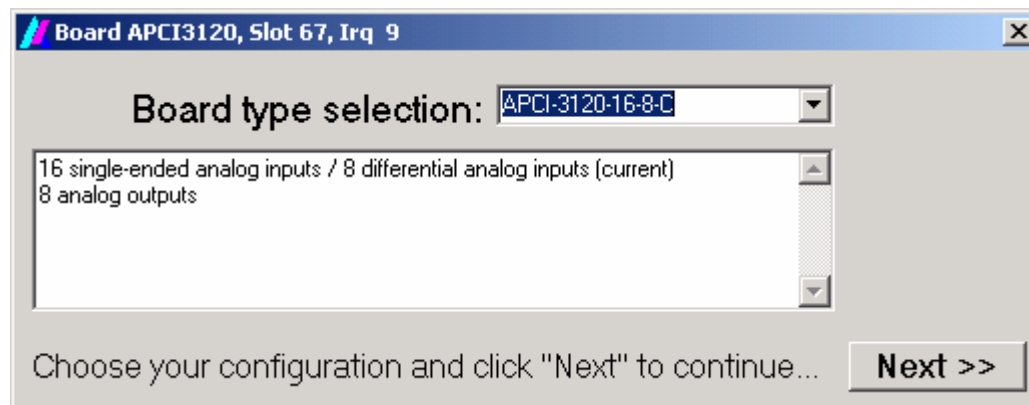 Board APCI3120, Slot 67, Irq 9
Board type selection: APCI-3120-16-8-C
16 single-ended analog inputs / 8 differential analog inputs (current)
8 analog outputs
Choose your configuration and click "Next" to continue... Next >>